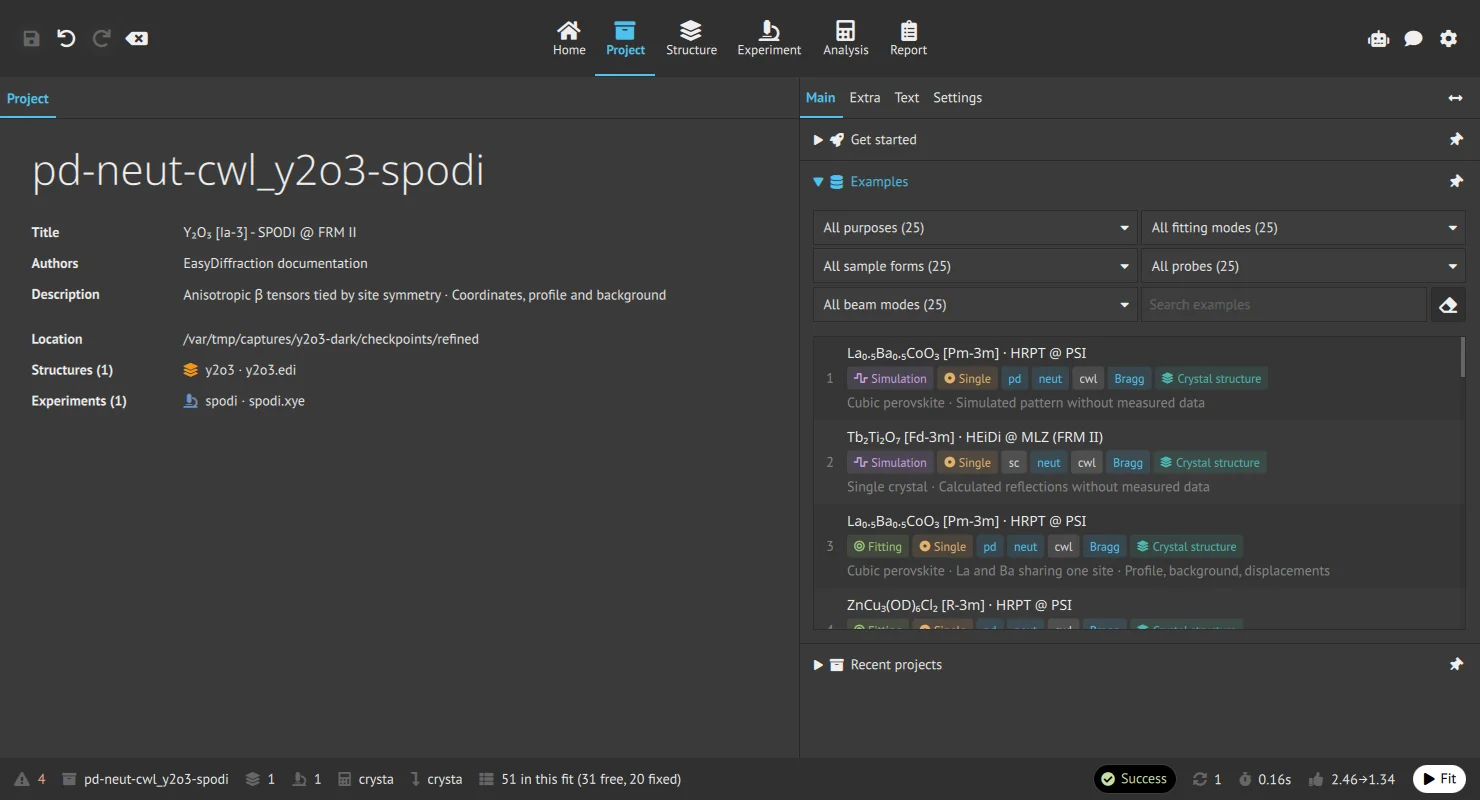 Home Project Structure Experiment Analysis Report
Project
Main Extra Text Settings
pd-neut-cwl_y2o3-spodi
Title Y₂O₃ [Ia-3] - SPODI @ FRM II
Authors EasyDiffraction documentation
Description Anisotropic β tensors tied by site symmetry · Coordinates, profile and background
Location /var/tmp/captures/y2o3-dark/checkpoints/refined
Structures (1) y2o3 · y2o3.edi
Experiments (1) spodi · spodi.xye
Get started
Examples
All purposes (25) All fitting modes (25)
All sample forms (25) All probes (25)
All beam modes (25) Search examples
La₀.₅Ba₀.₅CoO₃ [Pm-3m] · HRPT @ PSI
1 Simulation Single pd neut cwl Bragg Crystal structure
Cubic perovskite · Simulated pattern without measured data
Tb₂Ti₂O₇ [Fd-3m] · HEiDi @ MLZ (FRM II)
2 Simulation Single sc neut cwl Bragg Crystal structure
Single crystal · Calculated reflections without measured data
La₀.₅Ba₀.₅CoO₃ [Pm-3m] · HRPT @ PSI
3 Fitting Single pd neut cwl Bragg Crystal structure
Cubic perovskite · La and Ba sharing one site · Profile, background, displacements
ZnCu₃(OD)₆Cl₂ [R-3m] · HRPT @ PSI
Recent projects
4 pd-neut-cwl_y2o3-spodi 1 1 crysta crysta 51 in this fit (31 free, 20 fixed) Success 1 0.16s 2.46→1.34 Fit